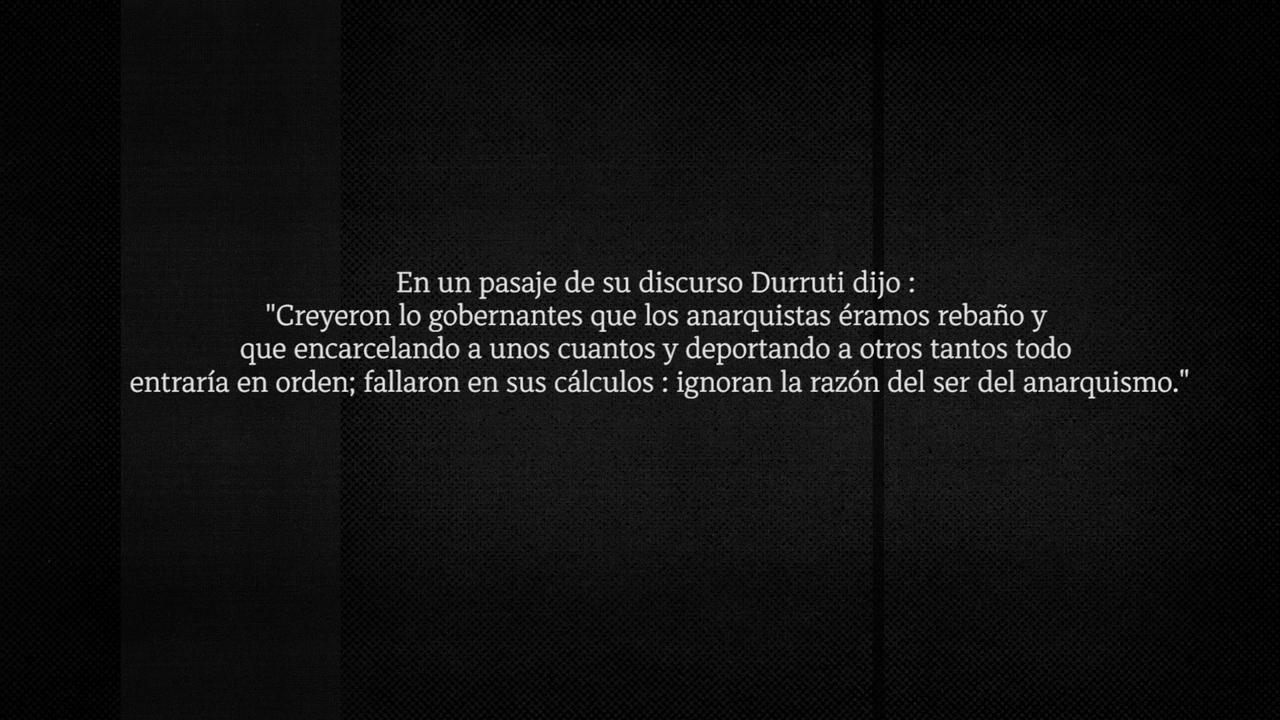 En un pasaje de su discurso Durruti dijo :
"Creyeron lo gobernantes que los anarquistas éramos rebaño y
que encarcelando a unos cuantos y deportando a otros tantos todo
entraría en orden; fallaron en sus cálculos : ignoran la razón del ser del anarquismo."